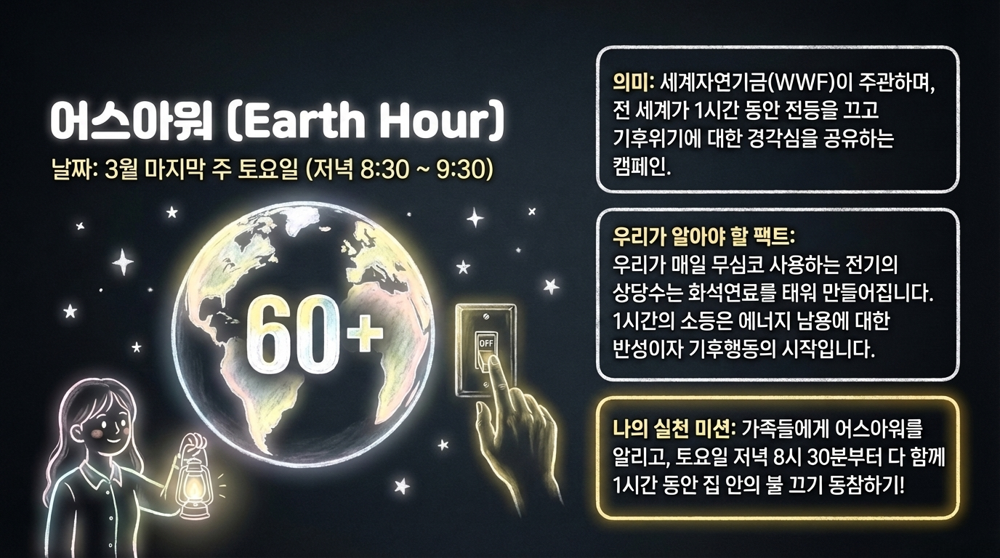 어스아워 (Earth Hour)
날짜: 3월 마지막 주 토요일 (저녁 8:30 ~ 9:30)
60+
OFF
의미: 세계자연기금(WWF)이 주관하며,
전 세계가 1시간 동안 전등을 끄고
기후위기에 대한 경각심을 공유하는
캠페인.
우리가 알아야 할 팩트:
우리가 매일 무심코 사용하는 전기의
상당수는 화석연료를 태워 만들어집니다.
1시간의 소등은 에너지 남용에 대한
반성이자 기후행동의 시작입니다.
나의 실천 미션: 가족들에게 어스아워를
알리고, 토요일 저녁 8시 30분부터 다 함께
1시간 동안 집 안의 불 끄기 동참하기!